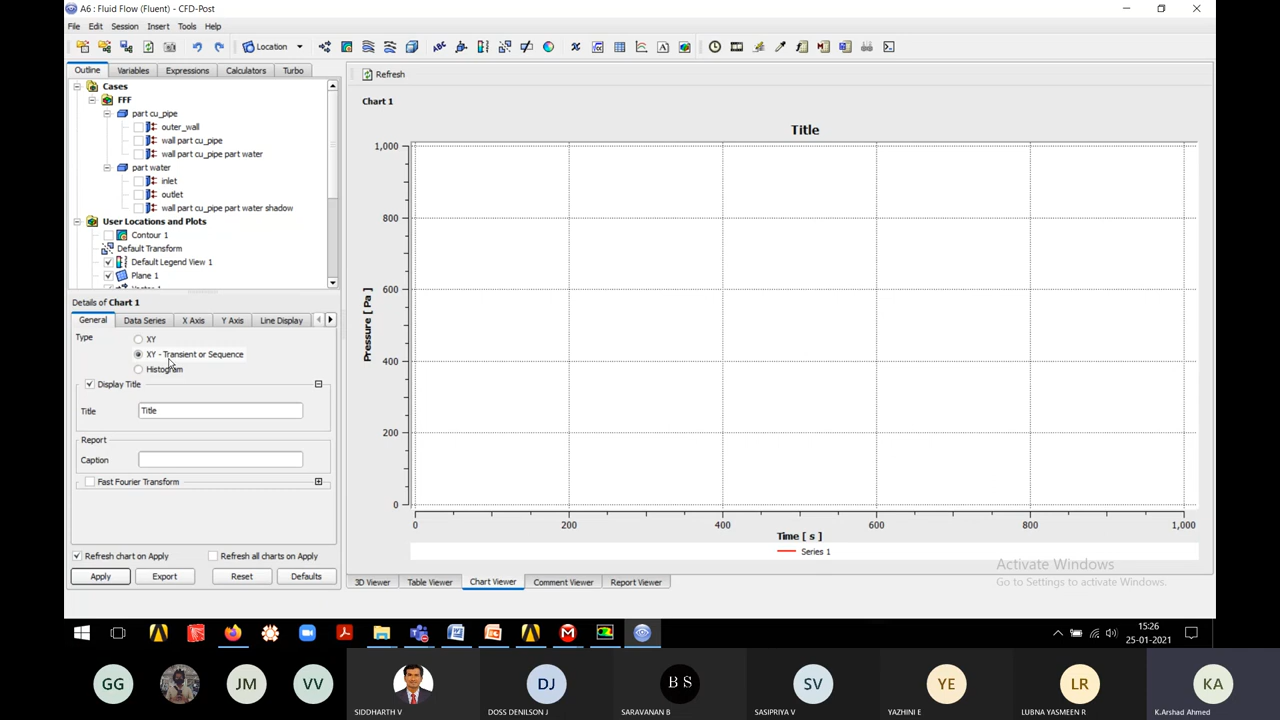 A6 : Fluid Flow (Fluent) - CFD-Post
File Edit Session Insert Tools Help
Location
Outline Variables Expressions Calculators Turbo
Refresh
Cases
FFF
part cu_pipe
outer_wall
wall part cu_pipe
wall part cu_pipe part water
part water
inlet
outlet
wall part cu_pipe part water shadow
User Locations and Plots
Contour 1
Default Transform
Default Legend View 1
Plane 1
Details of Chart 1
General Data Series X Axis Y Axis Line Display
Type
XY
XY - Transient or Sequence
Histogram
Display Title
Title Title
Report
Caption
Fast Fourier Transform
Refresh chart on Apply Refresh all charts on Apply
Apply Export Reset Defaults
Chart 1
Title
1,000
800
600
400
200
0
Pressure [ Pa ]
0 200 400 600 800 1,000
Time [ s ]
Series 1
Activate Windows
Go to Settings to activate Windows.
3D Viewer Table Viewer Chart Viewer Comment Viewer Report Viewer
15:26
25-01-2021
GG JM VV DJ B S SV YE LR KA
SIDDHARTH V DOSS DENILSON J SARAVANAN B SASIPRIYA V YAZHINI E LUBNA YASMEEN R K.Arshad Ahmed